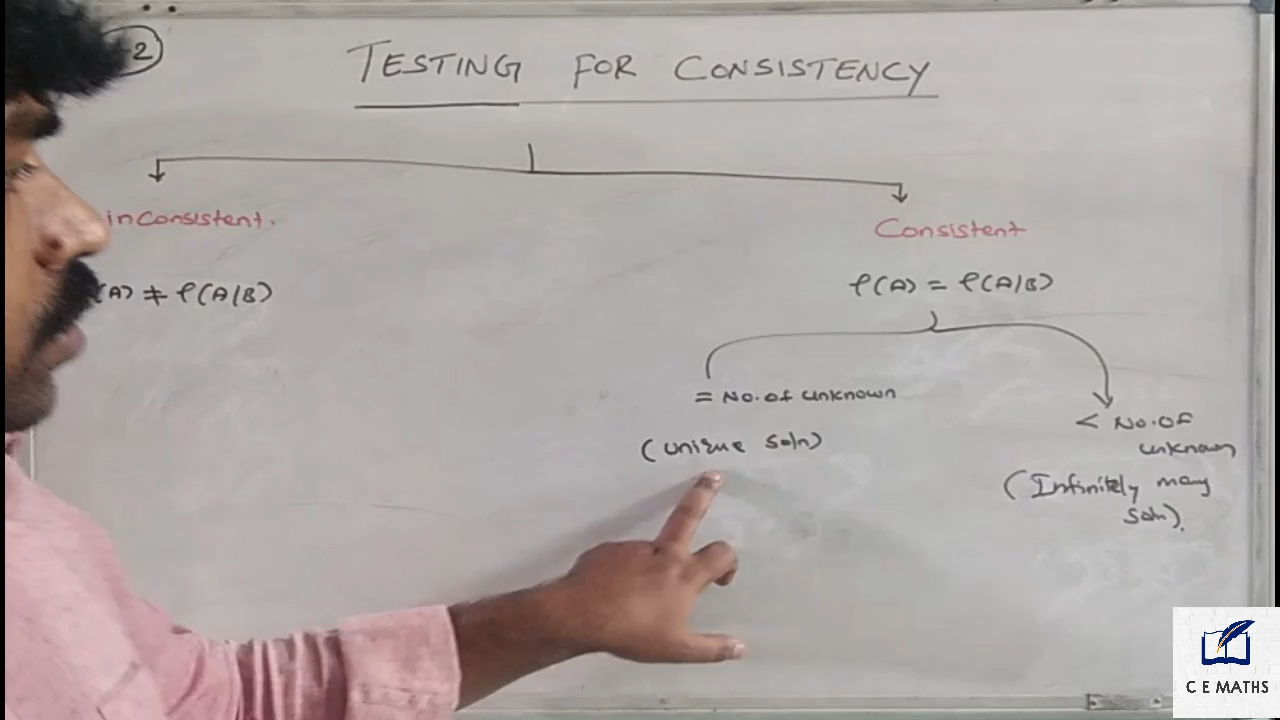 -2
TESTING FOR CONSISTENCY
inconsistent.
(A) ≠ ρ(A/B)
Consistent
ρ(A) = ρ(A/B)
= No. of unknown
(unique soln)
< No. of
unknown
(Infinitely many
soln).
C E MATHS